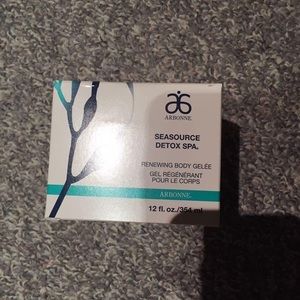 ARBONNE
SEASOURCE
DETOX SPA.
RENEWING BODY GELÉE
GEL RÉGÉNÉRANT
POUR LE CORPS
ARBONNE.
12 fl. oz./354 ml